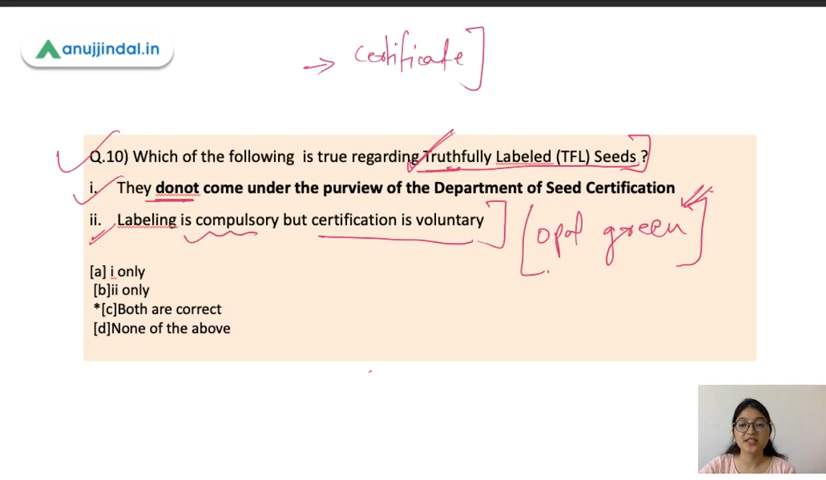 anujjindal.in
certificate]
Q.10) Which of the following is true regarding Truthfully Labeled (TFL) Seeds ?
i. They donot come under the purview of the Department of Seed Certification
ii. Labeling is compulsory but certification is voluntary
[opal green]
[a] i only
[b]ii only
*[c]Both are correct
[d]None of the above